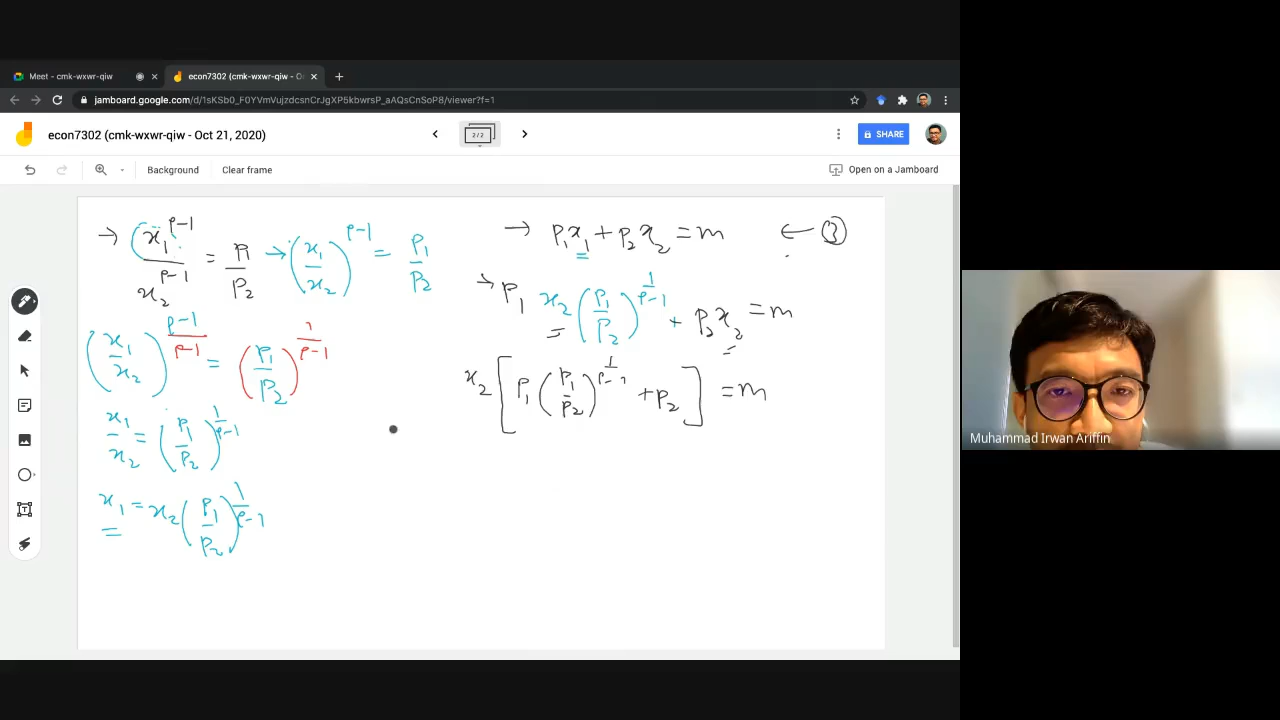 Meet - cmk-wxwr-qiw
econ7302 (cmk-wxwr-qiw - Oc
jamboard.google.com/d/1sKSb0_F0YVmVujzdcsnCrJgXP5kbwrsP_aAQsCnSoP8/viewer?f=1
econ7302 (cmk-wxwr-qiw - Oct 21, 2020)
2/2
SHARE
Background
Clear frame
Open on a Jamboard
→ x₁^(ρ-1) / x₂^(ρ-1) = P₁/P₂ → (x₁/x₂)^(ρ-1) = P₁/P₂
(x₁/x₂)^((ρ-1)/(ρ-1)) = (P₁/P₂)^(1/(ρ-1))
x₁/x₂ = (P₁/P₂)^(1/(ρ-1))
x₁ = x₂ (P₁/P₂)^(1/(ρ-1))
→ P₁x₁ + P₂x₂ = m ← ③
→ P₁ x₂ (P₁/P₂)^(1/(ρ-1)) + P₂x₂ = m
x₂ [P₁ (P₁/P₂)^(1/(ρ-1)) + P₂] = m
Muhammad Irwan Ariffin